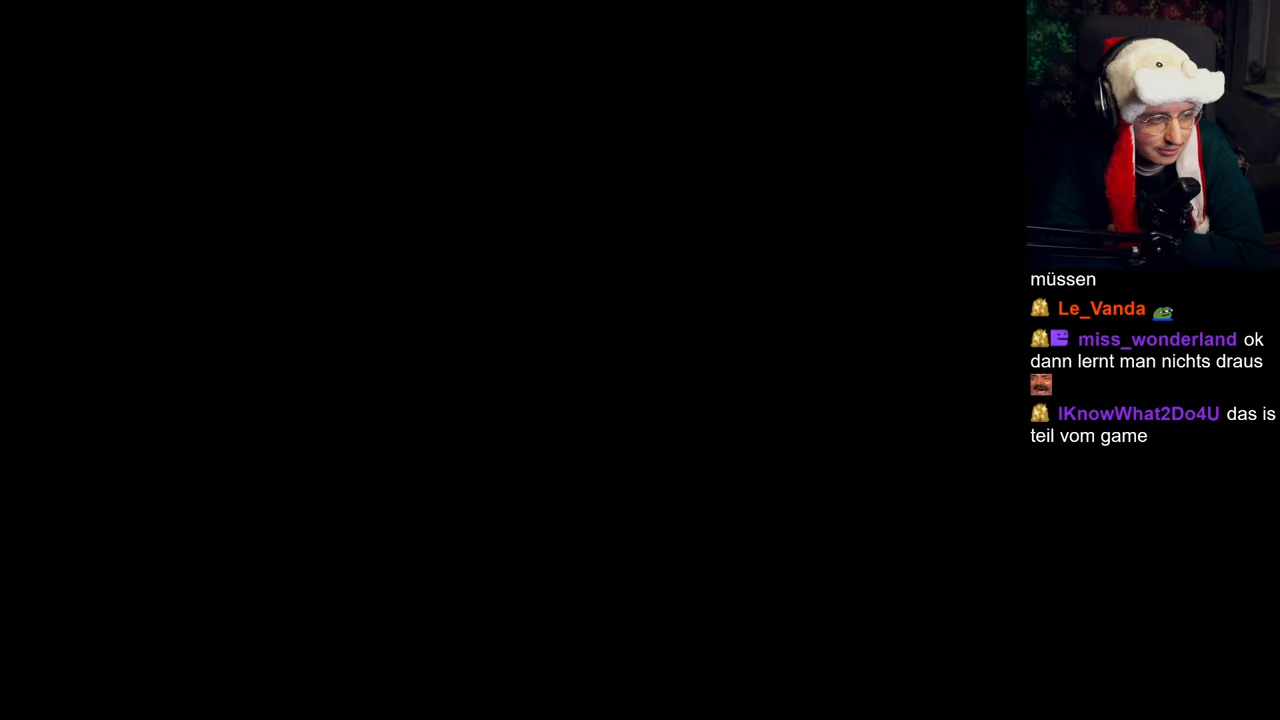 müssen
Le_Vanda
miss_wonderland ok
dann lernt man nichts draus
IKnowWhat2Do4U das is
teil vom game